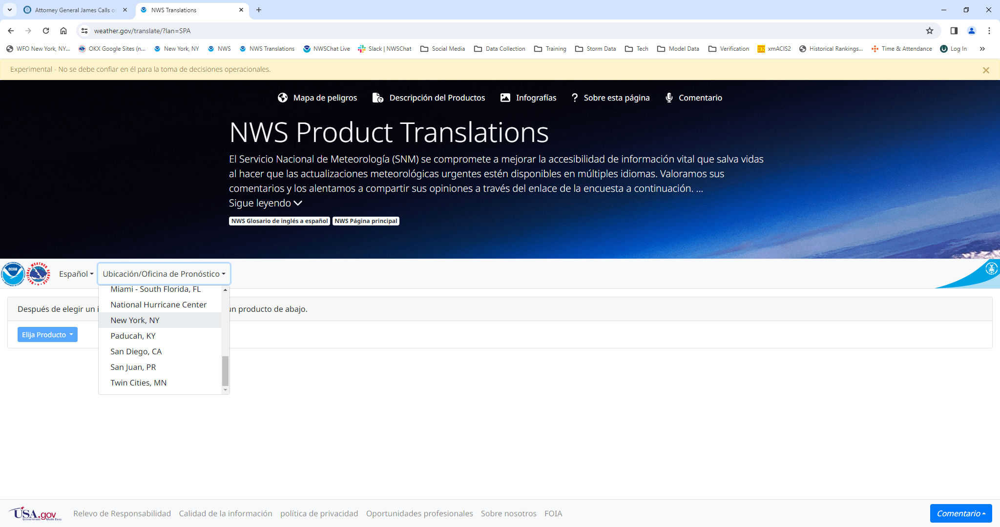 Attorney General James Calls o
NWS Translations
weather.gov/translate/?lan=SPA
WFO New York, NY...
OKX Google Sites (n...
New York, NY
NWS
NWS Translations
NWSChat Live
Slack | NWSChat
Social Media
Data Collection
Training
Storm Data
Tech
Model Data
Verification
xmACIS2
Historical Rankings...
Time & Attendance
Log In
Experimental - No se debe confiar en él para la toma de decisiones operacionales.
Mapa de peligros
Descripción del Productos
Infografías
Sobre esta página
Comentario
NWS Product Translations
El Servicio Nacional de Meteorología (SNM) se compromete a mejorar la accesibilidad de información vital que salva vidas
al hacer que las actualizaciones meteorológicas urgentes estén disponibles en múltiples idiomas. Valoramos sus
comentarios y los alentamos a compartir sus opiniones a través del enlace de la encuesta a continuación. ...
Sigue leyendo
NWS Glosario de inglés a español
NWS Página principal
NOAA
NATIONAL WEATHER SERVICE
Español
Ubicación/Oficina de Pronóstico
Miami - South Florida, FL
National Hurricane Center
New York, NY
Paducah, KY
San Diego, CA
San Juan, PR
Twin Cities, MN
Después de elegir un i
un producto de abajo.
Elija Producto
USA.gov
Government Made Easy
Relevo de Responsabilidad
Calidad de la información
política de privacidad
Oportunidades profesionales
Sobre nosotros
FOIA
Comentario